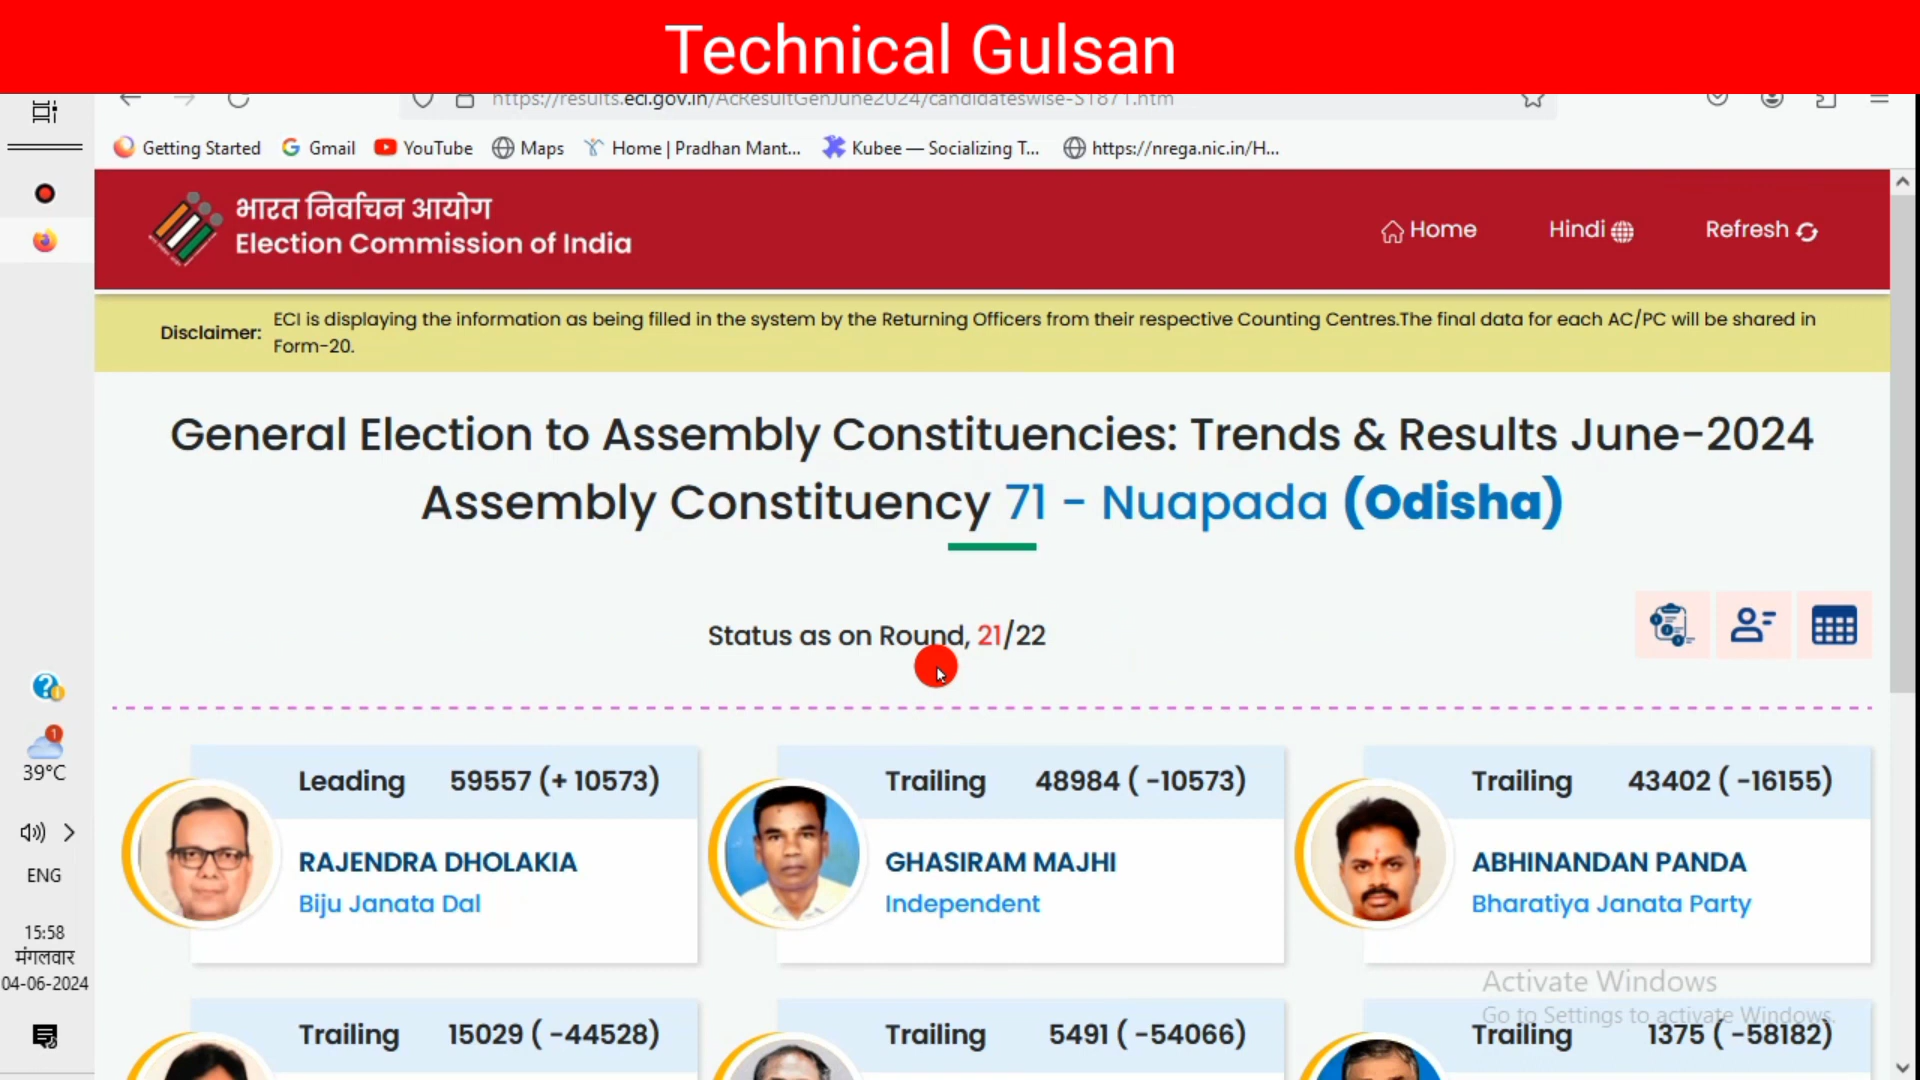 Technical Gulsan
https://results.eci.gov.in/AcResultGenJune2024/candidateswise-S1871.htm
Getting Started Gmail YouTube Maps Home | Pradhan Mant... Kubee — Socializing T... https://nrega.nic.in/H...
भारत निर्वाचन आयोग
Election Commission of India
Home Hindi Refresh
Disclaimer: ECI is displaying the information as being filled in the system by the Returning Officers from their respective Counting Centres.The final data for each AC/PC will be shared in
Form-20.
General Election to Assembly Constituencies: Trends & Results June-2024
Assembly Constituency 71 - Nuapada (Odisha)
Status as on Round, 21/22
Leading 59557 (+ 10573)
RAJENDRA DHOLAKIA
Biju Janata Dal
Trailing 48984 ( -10573)
GHASIRAM MAJHI
Independent
Trailing 43402 ( -16155)
ABHINANDAN PANDA
Bharatiya Janata Party
Trailing 15029 ( -44528)
Trailing 5491 ( -54066)
Trailing 1375 ( -58182)
Activate Windows
Go to Settings to activate Windows.
1
39°C
ENG
15:58
मंगलवार
04-06-2024